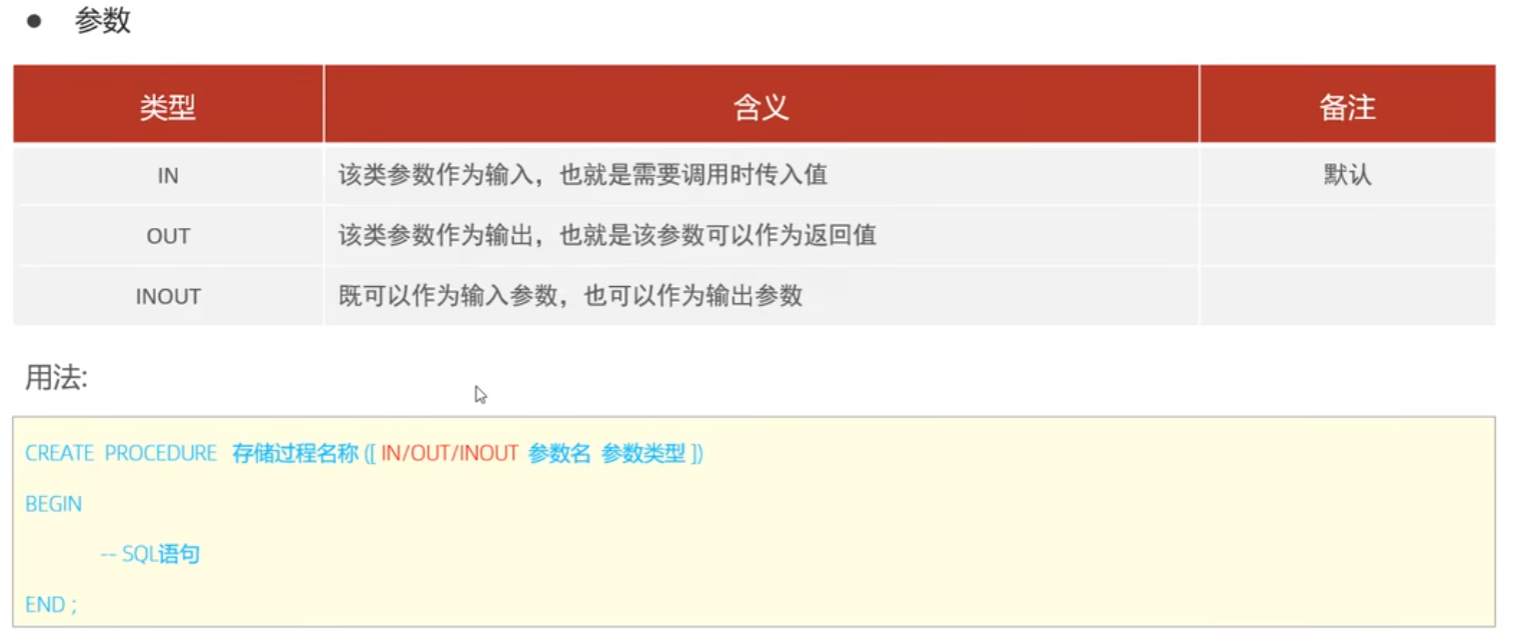 ● 参数
类型 含义 备注
IN 该类参数作为输入，也就是需要调用时传入值 默认
OUT 该类参数作为输出，也就是该参数可以作为返回值
INOUT 既可以作为输入参数，也可以作为输出参数
用法:
CREATE PROCEDURE 存储过程名称 ([ IN/OUT/INOUT 参数名 参数类型 ])
BEGIN
-- SQL语句
END ;